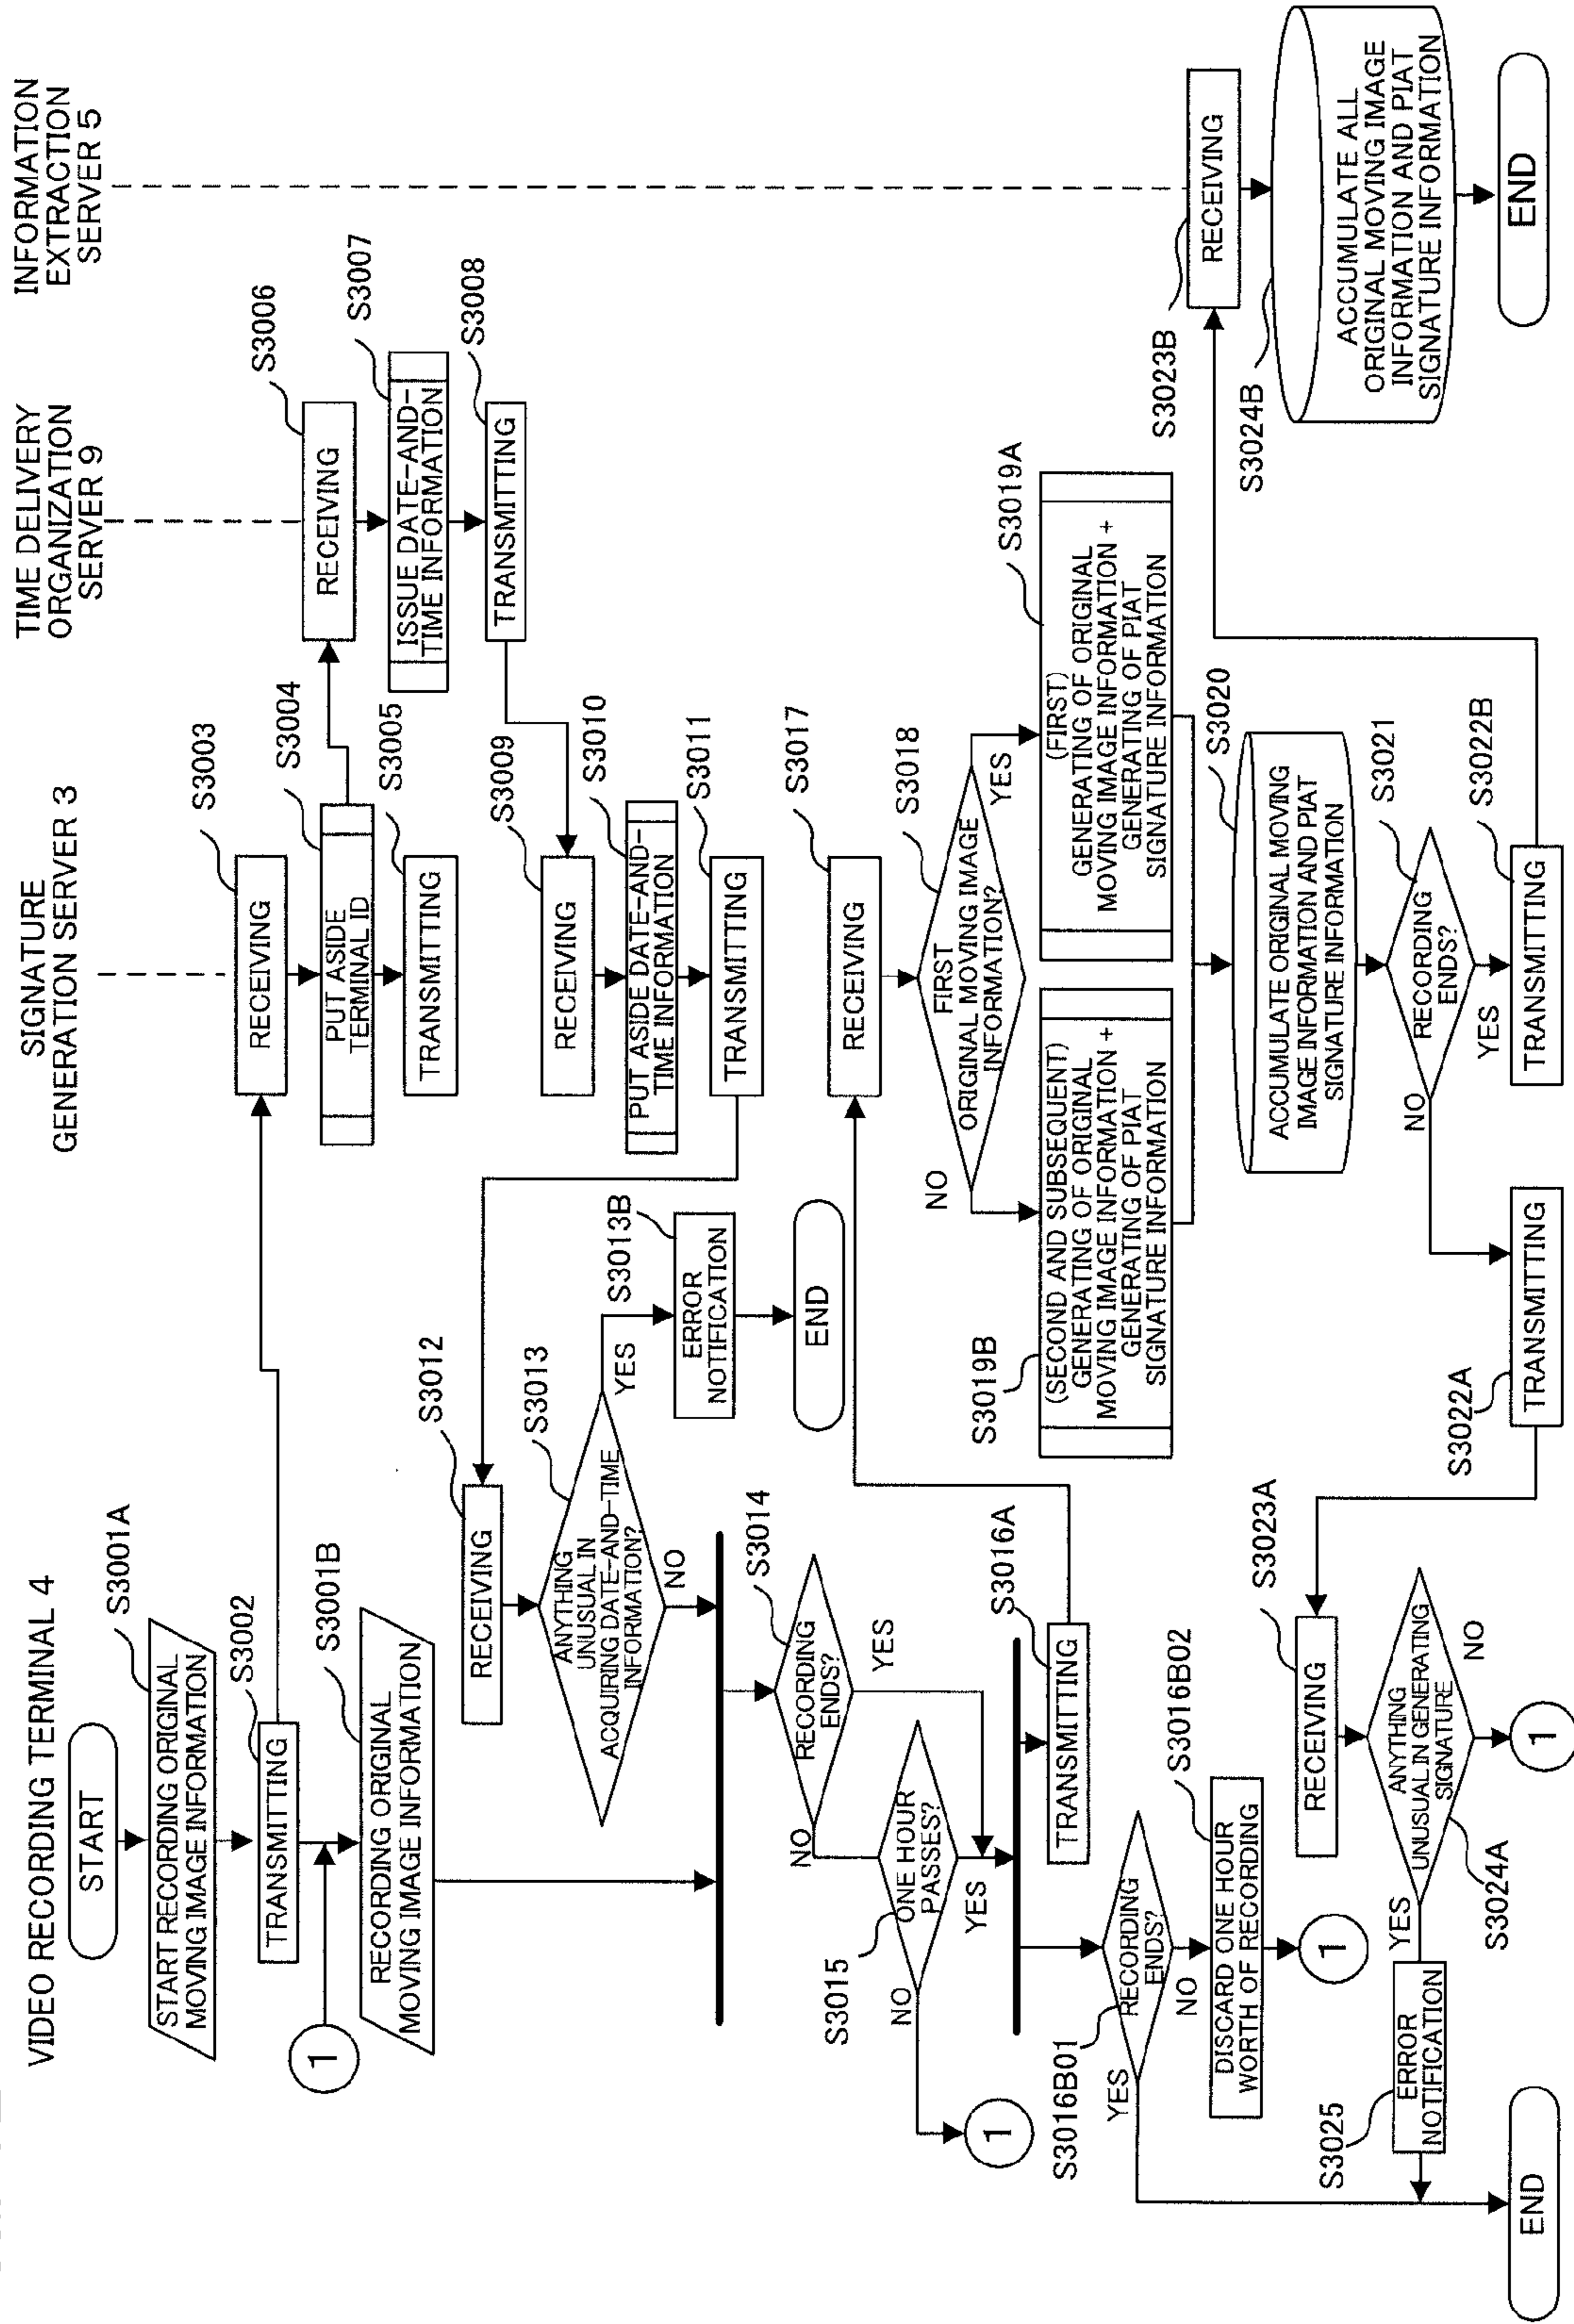 VIDEO RECORDING TERMINAL 4
START
S3001A
START RECORDING ORIGINAL
MOVING IMAGE INFORMATION
S3002
TRANSMITTING
1
S3001B
RECORDING ORIGINAL
MOVING IMAGE INFORMATION
S3012
RECEIVING
S3013
ANYTHING
UNUSUAL IN
ACQUIRING DATE-AND-TIME
INFORMATION?
YES
NO
S3013B
ERROR
NOTIFICATION
END
S3014
RECORDING
ENDS?
YES
NO
S3015
ONE HOUR
PASSES?
YES
NO
1
S3016A
TRANSMITTING
S3016B01
RECORDING
ENDS?
YES
NO
S3016B02
DISCARD ONE HOUR
WORTH OF RECORDING
1
S3023A
RECEIVING
ANYTHING
UNUSUAL IN GENERATING
SIGNATURE
S3024A
YES
NO
1
S3025
ERROR
NOTIFICATION
END
SIGNATURE
GENERATION SERVER 3
S3003
RECEIVING
S3004
PUT ASIDE
TERMINAL ID
S3005
TRANSMITTING
S3009
RECEIVING
S3010
PUT ASIDE DATE-AND-
TIME INFORMATION
S3011
TRANSMITTING
S3017
RECEIVING
S3018
FIRST
ORIGINAL MOVING IMAGE
INFORMATION?
NO
YES
S3019B
(SECOND AND SUBSEQUENT)
GENERATING OF ORIGINAL
MOVING IMAGE INFORMATION +
GENERATING OF PIAT
SIGNATURE INFORMATION
S3019A
(FIRST)
GENERATING OF ORIGINAL
MOVING IMAGE INFORMATION +
GENERATING OF PIAT
SIGNATURE INFORMATION
S3020
ACCUMULATE ORIGINAL MOVING
IMAGE INFORMATION AND PIAT
SIGNATURE INFORMATION
S3021
RECORDING
ENDS?
NO
YES
S3022A
TRANSMITTING
S3022B
TRANSMITTING
TIME DELIVERY
ORGANIZATION
SERVER 9
S3006
RECEIVING
S3007
ISSUE DATE-AND-
TIME INFORMATION
S3008
TRANSMITTING
INFORMATION
EXTRACTION
SERVER 5
S3023B
RECEIVING
S3024B
ACCUMULATE ALL
ORIGINAL MOVING IMAGE
INFORMATION AND PIAT
SIGNATURE INFORMATION
END